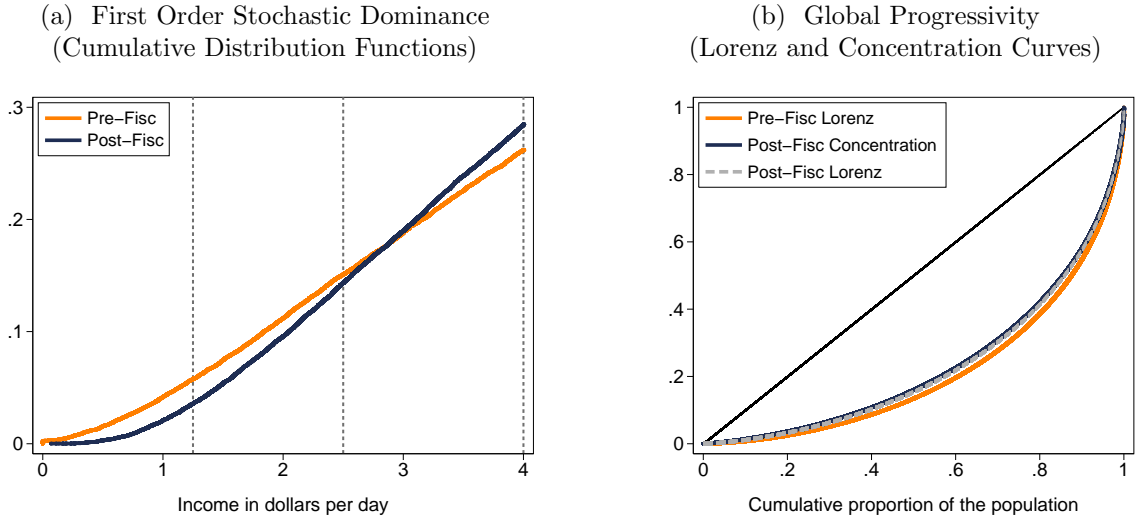 (a) First Order Stochastic Dominance
(Cumulative Distribution Functions)
.3
.2
.1
0
Pre−Fisc
Post−Fisc
0 1 2 3 4
Income in dollars per day
(b) Global Progressivity
(Lorenz and Concentration Curves)
1
.8
.6
.4
.2
0
Pre−Fisc Lorenz
Post−Fisc Concentration
Post−Fisc Lorenz
0 .2 .4 .6 .8 1
Cumulative proportion of the population